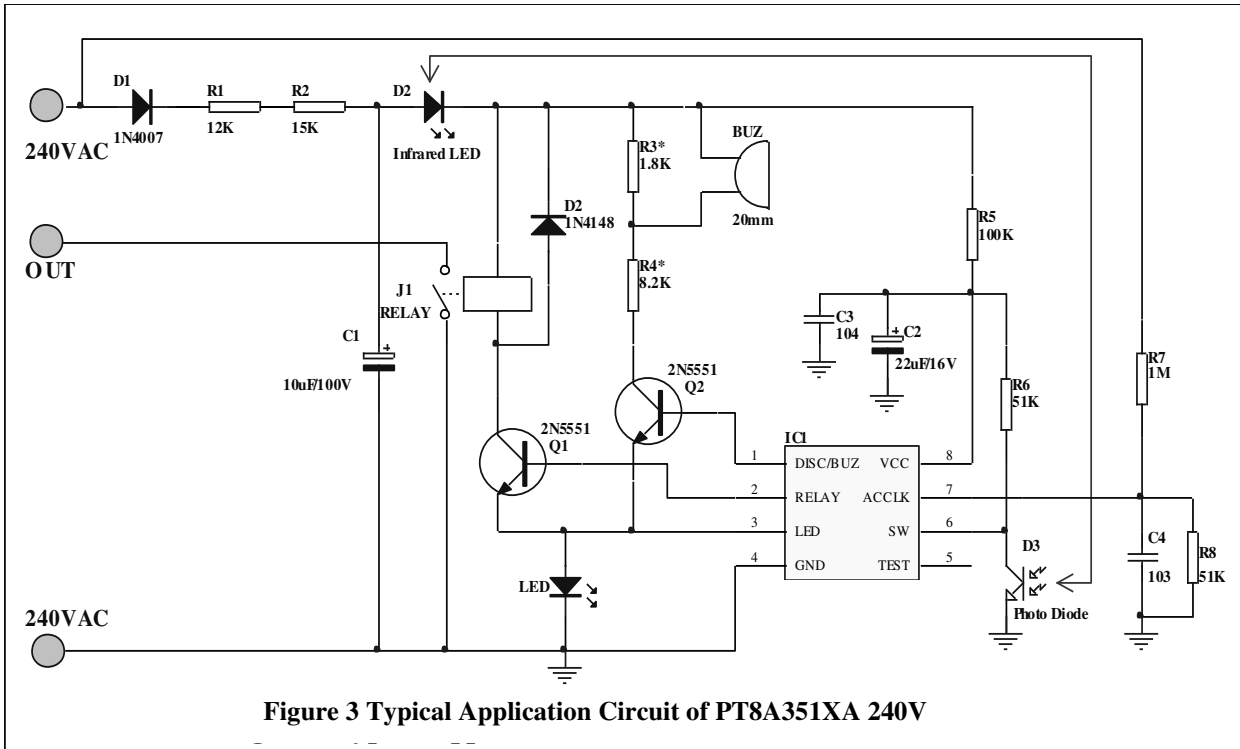 D1
1N4007
R1
12K
R2
15K
D2
Infrared LED
240VAC
R3*
1.8K
BUZ
20mm
D2
1N4148
R4*
8.2K
R5
100K
OUT
J1
RELAY
C3
104
C2
22uF/16V
C1
10uF/100V
R7
1M
R6
51K
2N5551
Q2
2N5551
Q1
IC1
1 DISC/BUZ VCC 8
2 RELAY ACCLK 7
3 LED SW 6
4 GND TEST 5
D3
Photo Diode
C4
103
R8
51K
LED
240VAC
Figure 3 Typical Application Circuit of PT8A351XA 240V